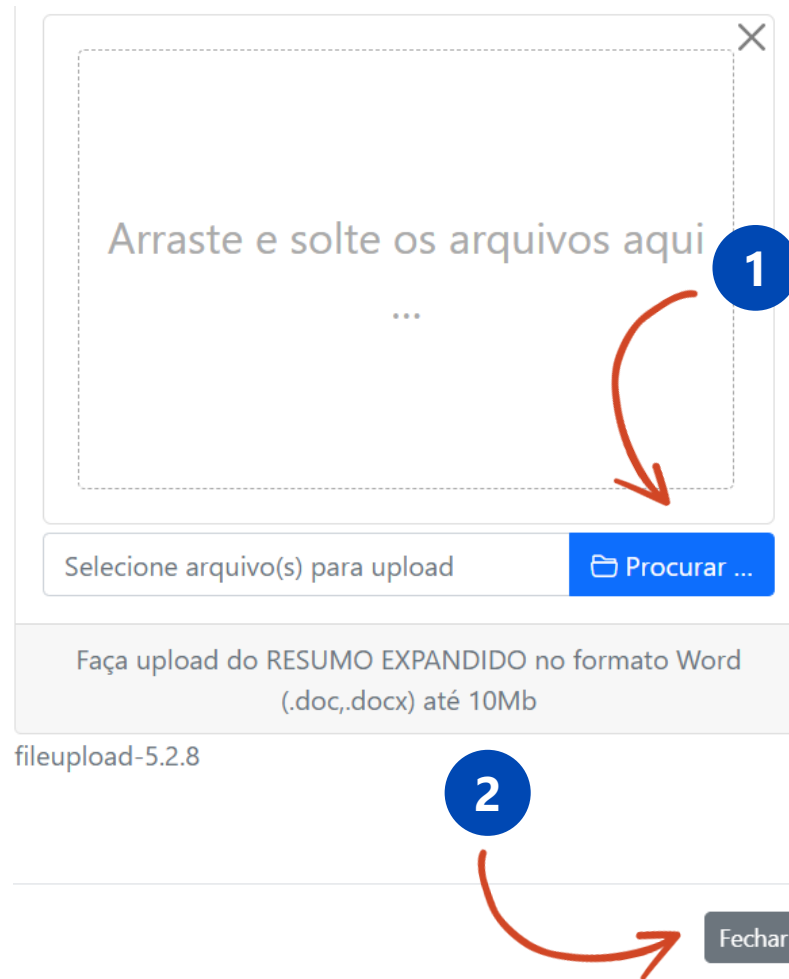 Arraste e solte os arquivos aqui
...
1
Selecione arquivo(s) para upload
Procurar ...
Faça upload do RESUMO EXPANDIDO no formato Word
(.doc,.docx) até 10Mb
fileupload-5.2.8
2
Fechar